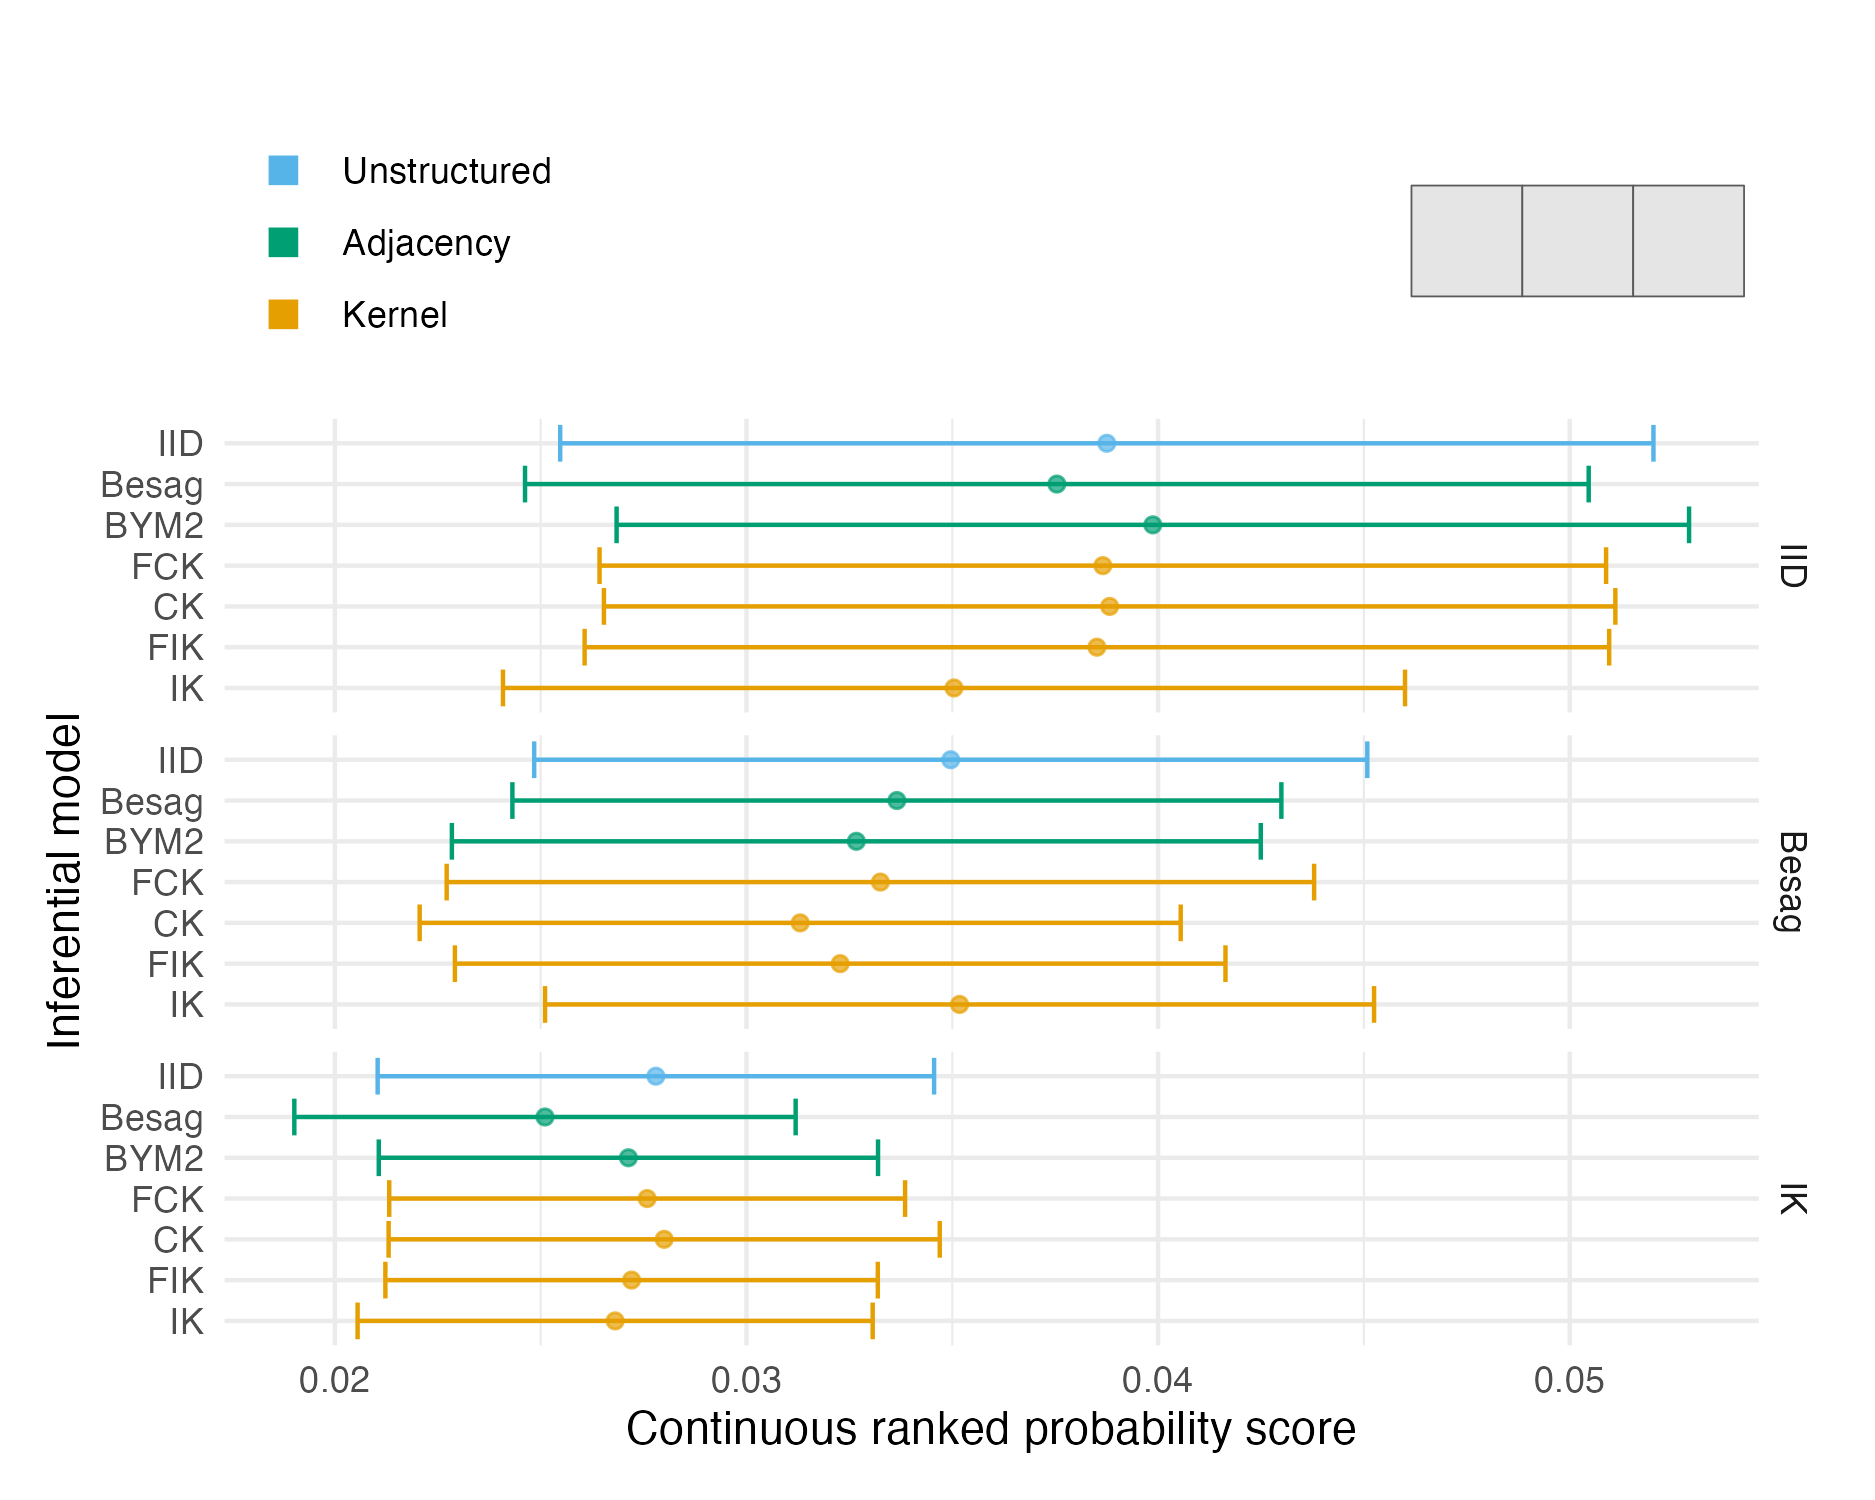 Unstructured
Adjacency
Kernel
IID
Besag
BYM2
FCK
CK
FIK
IK
IID
IID
Besag
BYM2
FCK
CK
FIK
IK
Besag
IID
Besag
BYM2
FCK
CK
FIK
IK
IK
Inferential model
0.02 0.03 0.04 0.05
Continuous ranked probability score